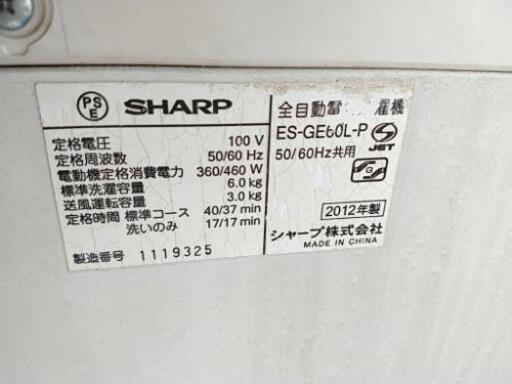 PS E SHARP
定格電圧 100 V
定格周波数 50/60 Hz
電動機定格消費電力 360/460 W
標準洗濯容量 6.0 kg
送風運転容量 3.0 kg
定格時間 標準コース 40/37 min
洗いのみ 17/17 min
製造番号 1119325
全自動電 濯機
ES-GE60L-P
JET
50/60Hz共用
G
2012年製
シャープ株式会社
MADE IN CHINA